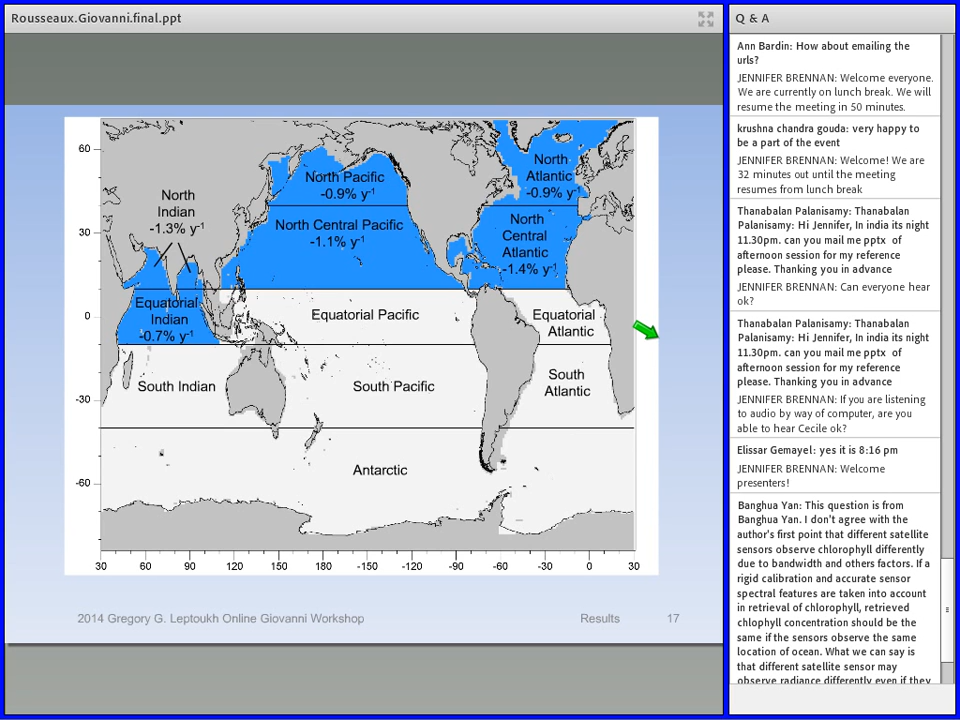 Rousseaux.Giovanni.final.ppt
60
30
0
-30
-60
North Pacific
-0.9% y-1
North
Atlantic
-0.9% y-1
North
Indian
-1.3% y-1
North Central Pacific
-1.1% y-1
North
Central
Atlantic
-1.4% y-1
Equatorial
Indian
-0.7% y-1
Equatorial Pacific
Equatorial
Atlantic
South Indian
South Pacific
South
Atlantic
Antarctic
30 60 90 120 150 180 -150 -120 -90 -60 -30 0 30
2014 Gregory G. Leptoukh Online Giovanni Workshop
Results
17
Q & A
Ann Bardin: How about emailing the
urls?
JENNIFER BRENNAN: Welcome everyone.
We are currently on lunch break. We will
resume the meeting in 50 minutes.
krushna chandra gouda: very happy to
be a part of the event
JENNIFER BRENNAN: Welcome! We are
32 minutes out until the meeting
resumes from lunch break
Thanabalan Palanisamy: Thanabalan
Palanisamy: Hi Jennifer, In india its night
11.30pm. can you mail me pptx of
afternoon session for my reference
please. Thanking you in advance
JENNIFER BRENNAN: Can everyone hear
ok?
Thanabalan Palanisamy: Thanabalan
Palanisamy: Hi Jennifer, In india its night
11.30pm. can you mail me pptx of
afternoon session for my reference
please. Thanking you in advance
JENNIFER BRENNAN: If you are listening
to audio by way of computer, are you
able to hear Cecile ok?
Elissar Gemayel: yes it is 8:16 pm
JENNIFER BRENNAN: Welcome
presenters!
Banghua Yan: This question is from
Banghua Yan. I don't agree with the
author's first point that different satellite
sensors observe chlorophyll differently
due to bandwidth and others factors. If a
rigid calibration and accurate sensor
spectral features are taken into account
in retrieval of chlorophyll, retrieved
chlophyll concentration should be the
same if the sensors observe the same
location of ocean. What we can say is
that different satellite sensor may
observe radiance differently even if they